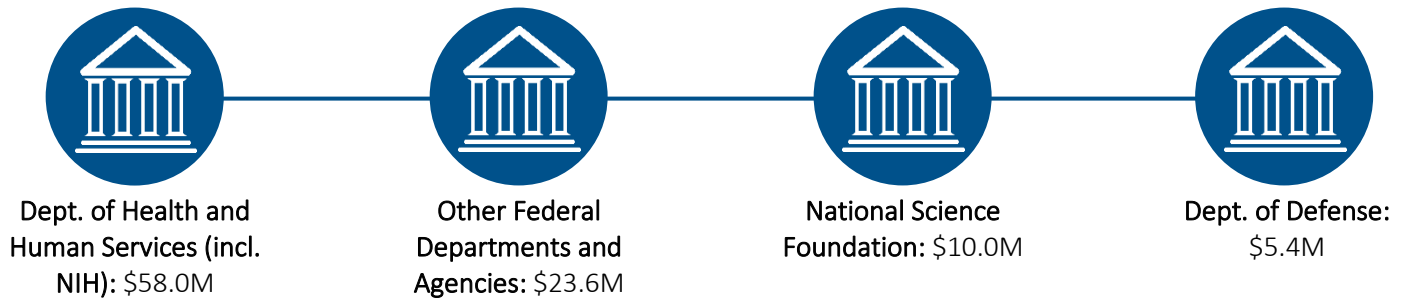 Dept. of Health and
Human Services (incl.
NIH): $58.0M
Other Federal
Departments and
Agencies: $23.6M
National Science
Foundation: $10.0M
Dept. of Defense:
$5.4M